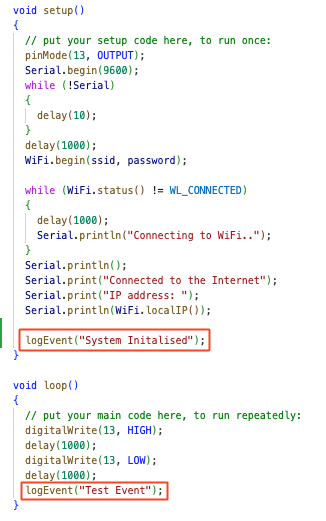 void setup()
{
  // put your setup code here, to run once:
  pinMode(13, OUTPUT);
  Serial.begin(9600);
  while (!Serial)
  {
    delay(10);
  }
  delay(1000);
  WiFi.begin(ssid, password);

  while (WiFi.status() != WL_CONNECTED)
  {
    delay(1000);
    Serial.println("Connecting to WiFi..");
  }
  Serial.println();
  Serial.print("Connected to the Internet");
  Serial.print("IP address: ");
  Serial.println(WiFi.localIP());

  logEvent("System Initalised");
}

void loop()
{
  // put your main code here, to run repeatedly:
  digitalWrite(13, HIGH);
  delay(1000);
  digitalWrite(13, LOW);
  delay(1000);
  logEvent("Test Event");
}